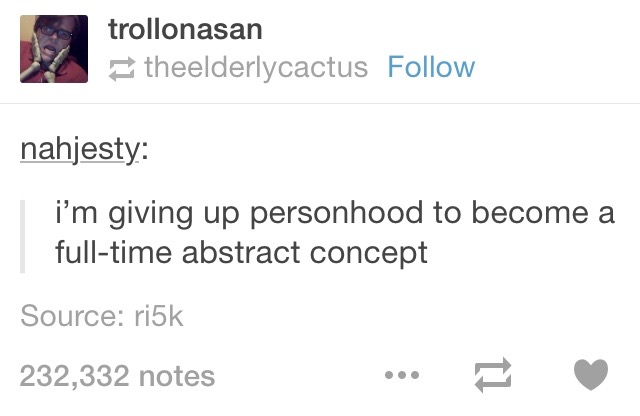 trollonasan
theelderlycactus Follow
nahjesty:
i’m giving up personhood to become a
full-time abstract concept
Source: ri5k
232,332 notes